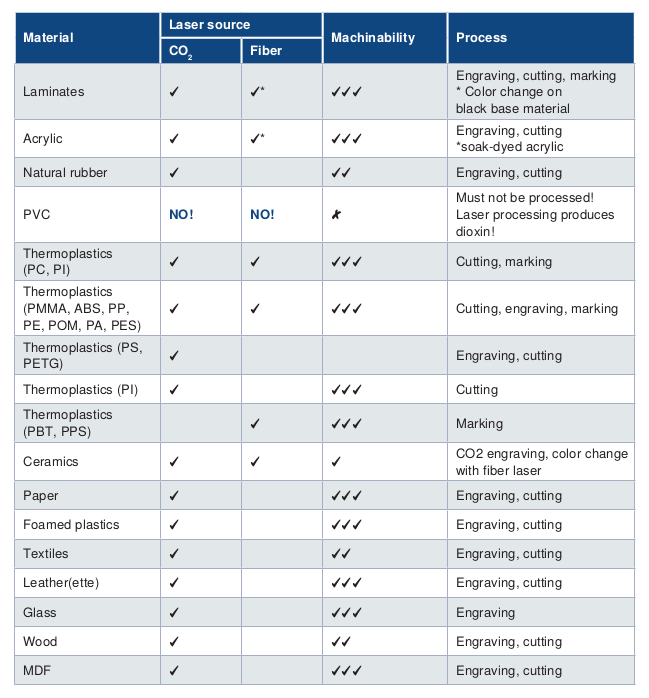 Material Laser source Machinability Process
CO2 Fiber
Laminates ✓ ✓* ✓✓✓ Engraving, cutting, marking
* Color change on
black base material
Acrylic ✓ ✓* ✓✓✓ Engraving, cutting
*soak-dyed acrylic
Natural rubber ✓ ✓✓ Engraving, cutting
PVC NO! NO! ✗ Must not be processed!
Laser processing produces
dioxin!
Thermoplastics
(PC, PI) ✓ ✓ ✓✓✓ Cutting, marking
Thermoplastics
(PMMA, ABS, PP,
PE, POM, PA, PES) ✓ ✓ ✓✓✓ Cutting, engraving, marking
Thermoplastics (PS,
PETG) ✓ Engraving, cutting
Thermoplastics (PI) ✓ ✓✓✓ Cutting
Thermoplastics
(PBT, PPS) ✓ ✓✓✓ Marking
Ceramics ✓ ✓ ✓ CO2 engraving, color change
with fiber laser
Paper ✓ ✓✓✓ Engraving, cutting
Foamed plastics ✓ ✓✓✓ Engraving, cutting
Textiles ✓ ✓✓ Engraving, cutting
Leather(ette) ✓ ✓✓✓ Engraving, cutting
Glass ✓ ✓✓✓ Engraving
Wood ✓ ✓✓ Engraving, cutting
MDF ✓ ✓✓✓ Engraving, cutting